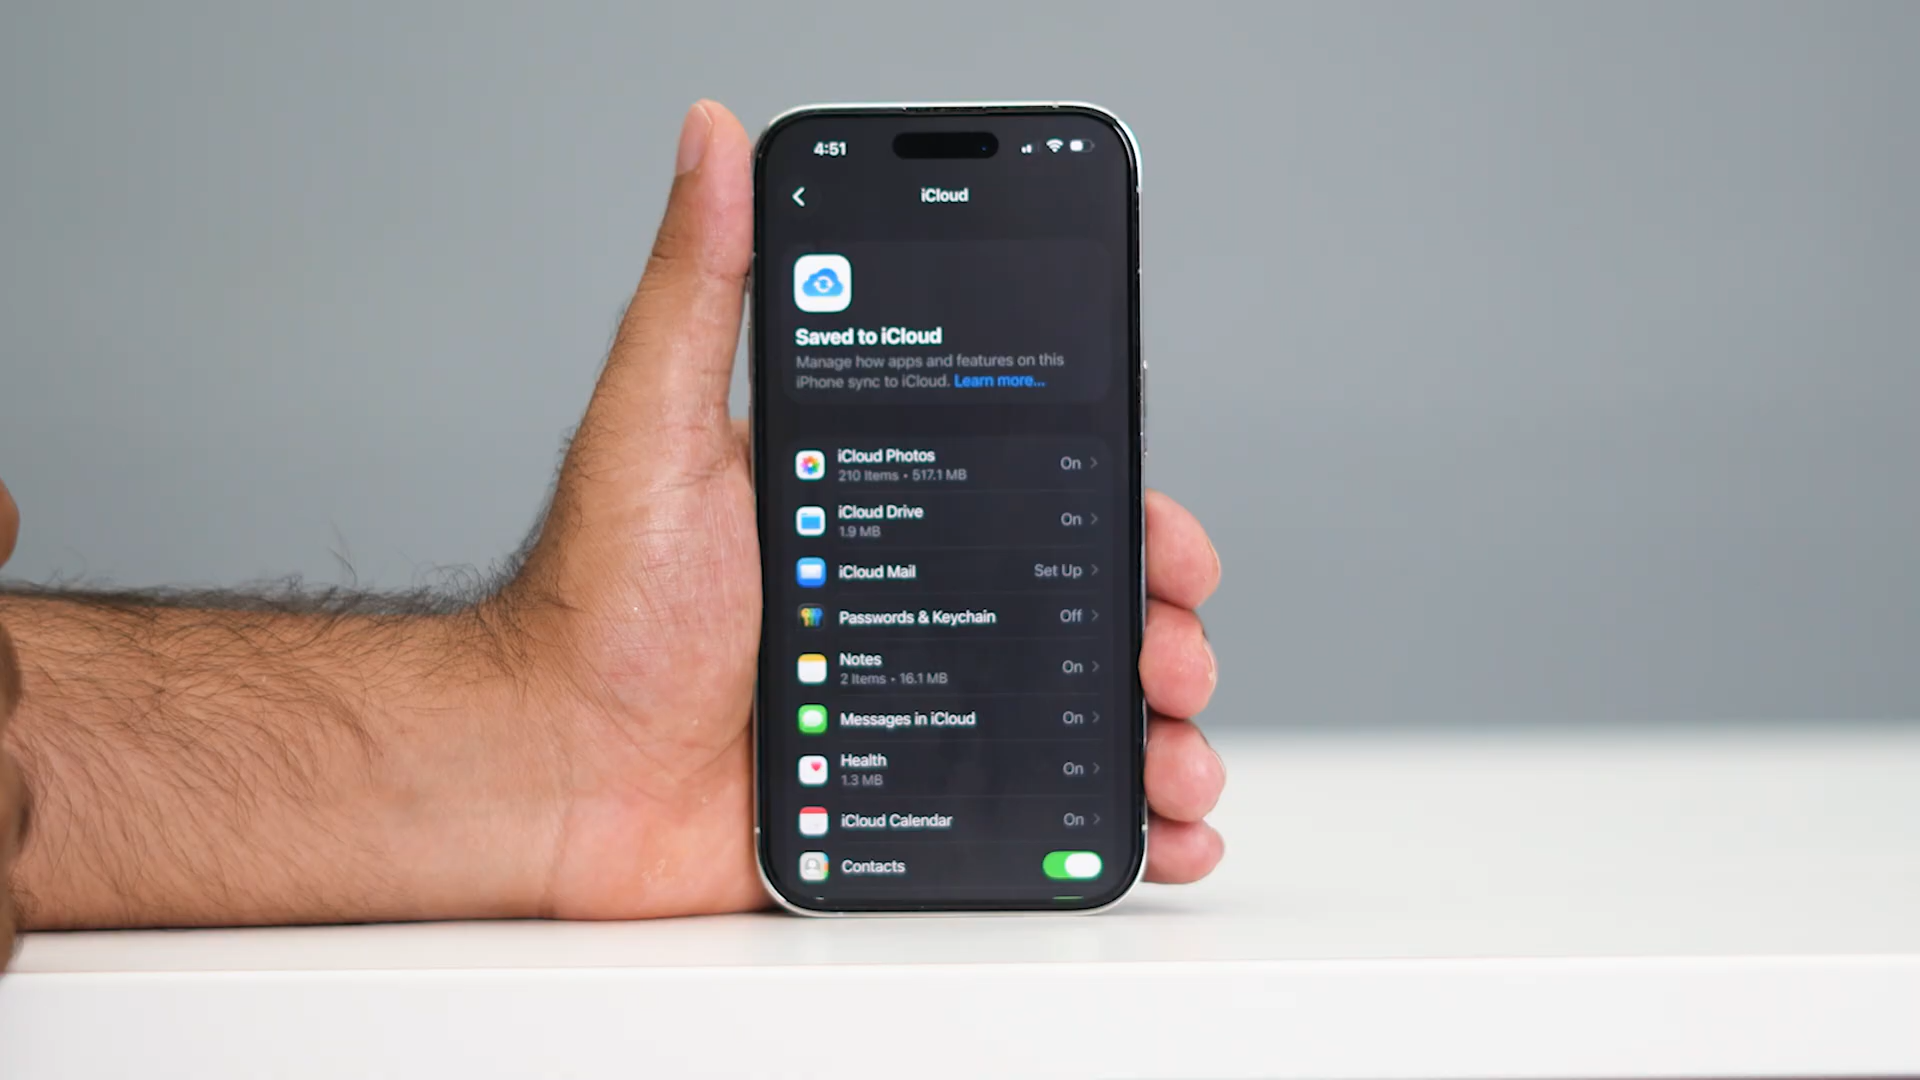 4:51
iCloud
Saved to iCloud
Manage how apps and features on this
iPhone sync to iCloud. Learn more...
iCloud Photos
210 Items • 517.1 MB
On
iCloud Drive
1.9 MB
On
iCloud Mail
Set Up
Passwords & Keychain
Off
Notes
2 Items • 16.1 MB
On
Messages in iCloud
On
Health
1.3 MB
On
iCloud Calendar
On
Contacts